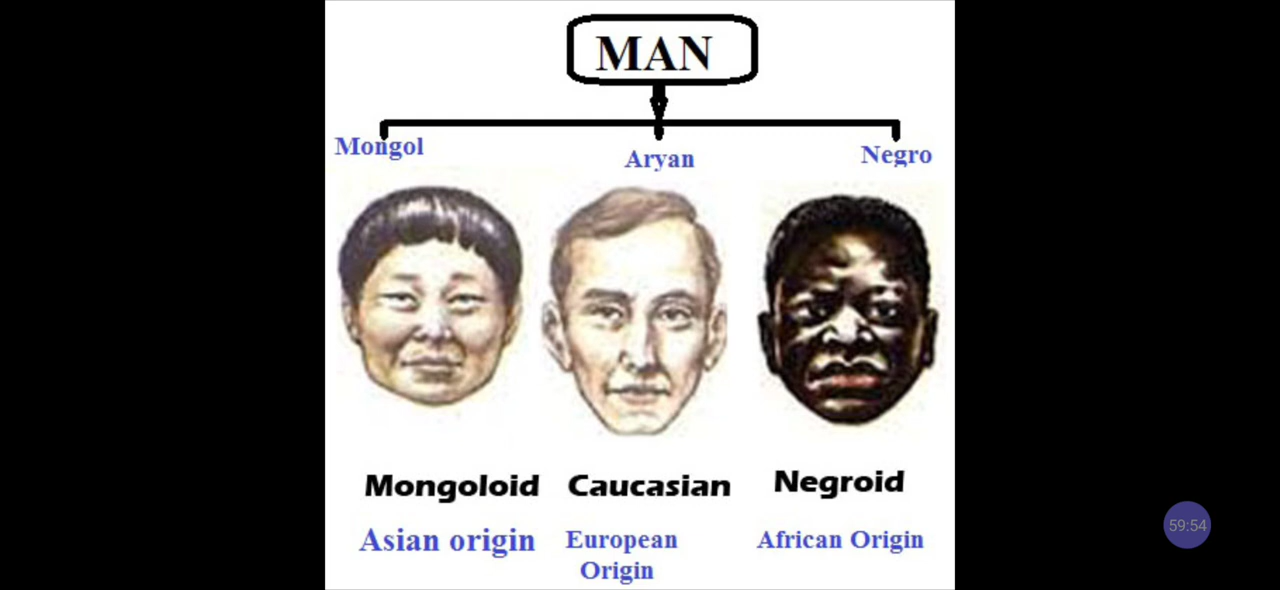 MAN
Mongol
Aryan
Negro
Mongoloid
Caucasian
Negroid
Asian origin
European
Origin
African Origin
59:54